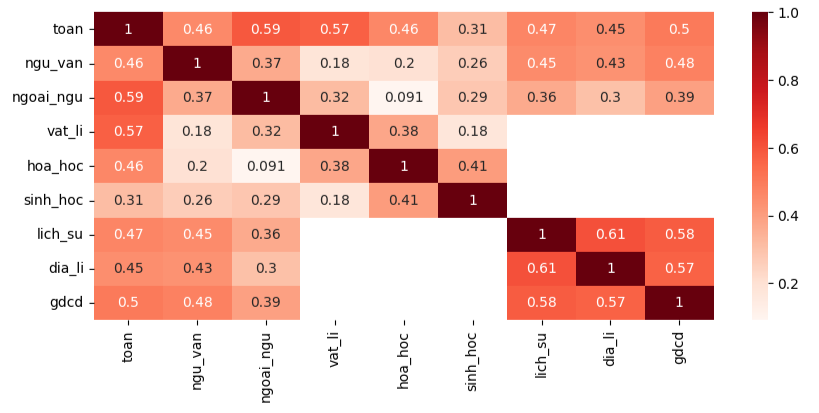 toan 1 0.46 0.59 0.57 0.46 0.31 0.47 0.45 0.5
ngu_van 0.46 1 0.37 0.18 0.2 0.26 0.45 0.43 0.48
ngoai_ngu 0.59 0.37 1 0.32 0.091 0.29 0.36 0.3 0.39
vat_li 0.57 0.18 0.32 1 0.38 0.18
hoa_hoc 0.46 0.2 0.091 0.38 1 0.41
sinh_hoc 0.31 0.26 0.29 0.18 0.41 1
lich_su 0.47 0.45 0.36 1 0.61 0.58
dia_li 0.45 0.43 0.3 0.61 1 0.57
gdcd 0.5 0.48 0.39 0.58 0.57 1
toan ngu_van ngoai_ngu vat_li hoa_hoc sinh_hoc lich_su dia_li gdcd
1.0
0.8
0.6
0.4
0.2